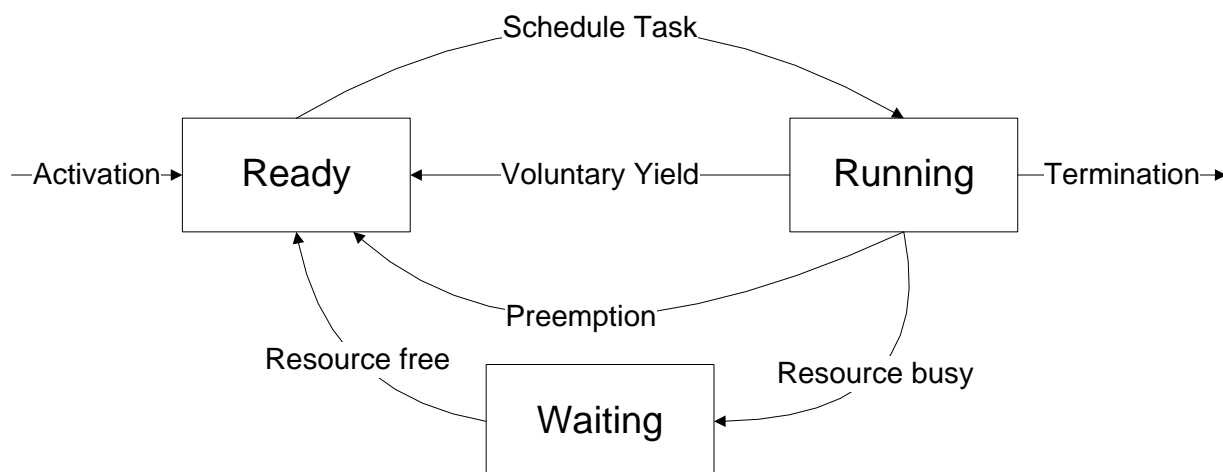 Schedule Task
Activation
Ready
Voluntary Yield
Running
Termination
Preemption
Resource free
Resource busy
Waiting